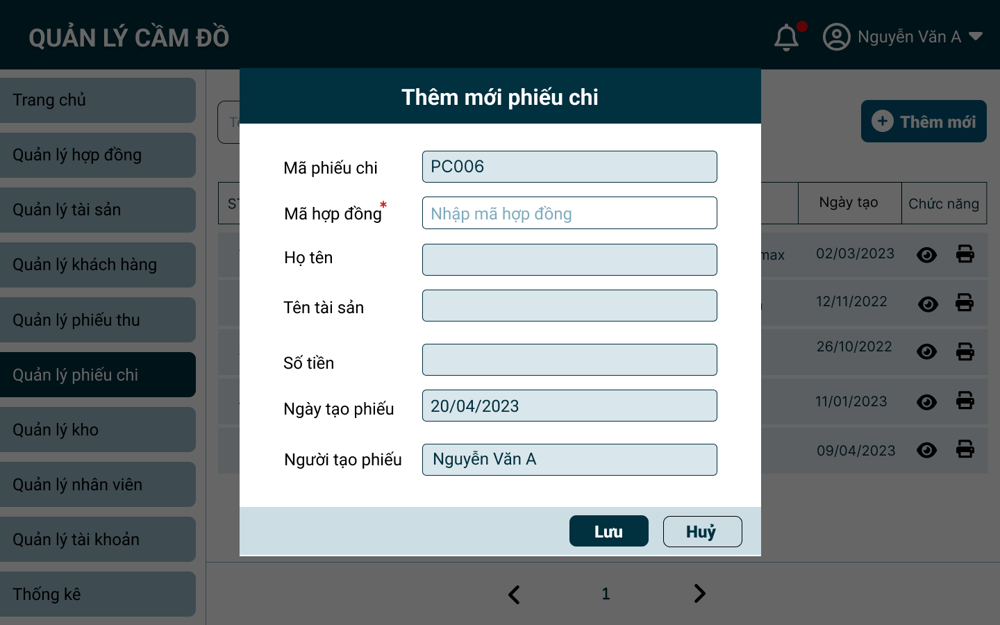 QUẢN LÝ CẦM ĐỒ
Nguyễn Văn A
Trang chủ
Quản lý hợp đồng
Quản lý tài sản
Quản lý khách hàng
Quản lý phiếu thu
Quản lý phiếu chi
Quản lý kho
Quản lý nhân viên
Quản lý tài khoản
Thống kê
Thêm mới
Thêm mới phiếu chi
Mã phiếu chi PC006
Mã hợp đồng* Nhập mã hợp đồng
Họ tên
Tên tài sản
Số tiền
Ngày tạo phiếu 20/04/2023
Người tạo phiếu Nguyễn Văn A
Lưu Huỷ
Ngày tạo Chức năng
max 02/03/2023
12/11/2022
26/10/2022
11/01/2023
09/04/2023
1